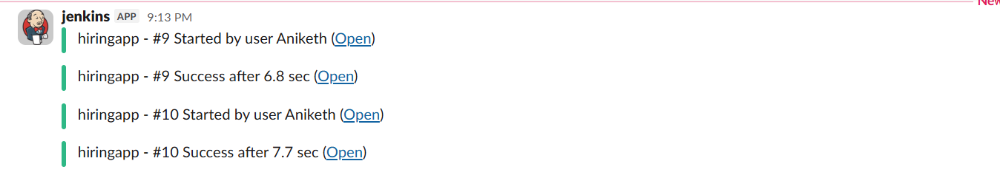 New
jenkins APP 9:13 PM
hiringapp - #9 Started by user Aniketh (Open)
hiringapp - #9 Success after 6.8 sec (Open)
hiringapp - #10 Started by user Aniketh (Open)
hiringapp - #10 Success after 7.7 sec (Open)